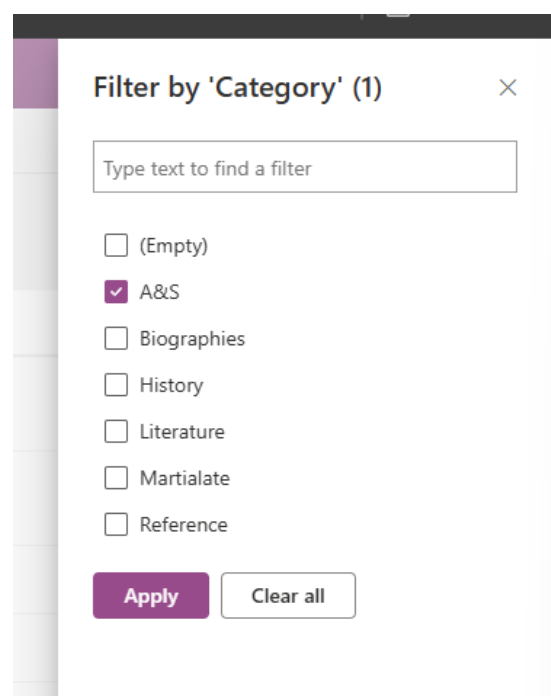 Filter by 'Category' (1)
Type text to find a filter
(Empty)
A&S
Biographies
History
Literature
Martialate
Reference
Apply
Clear all